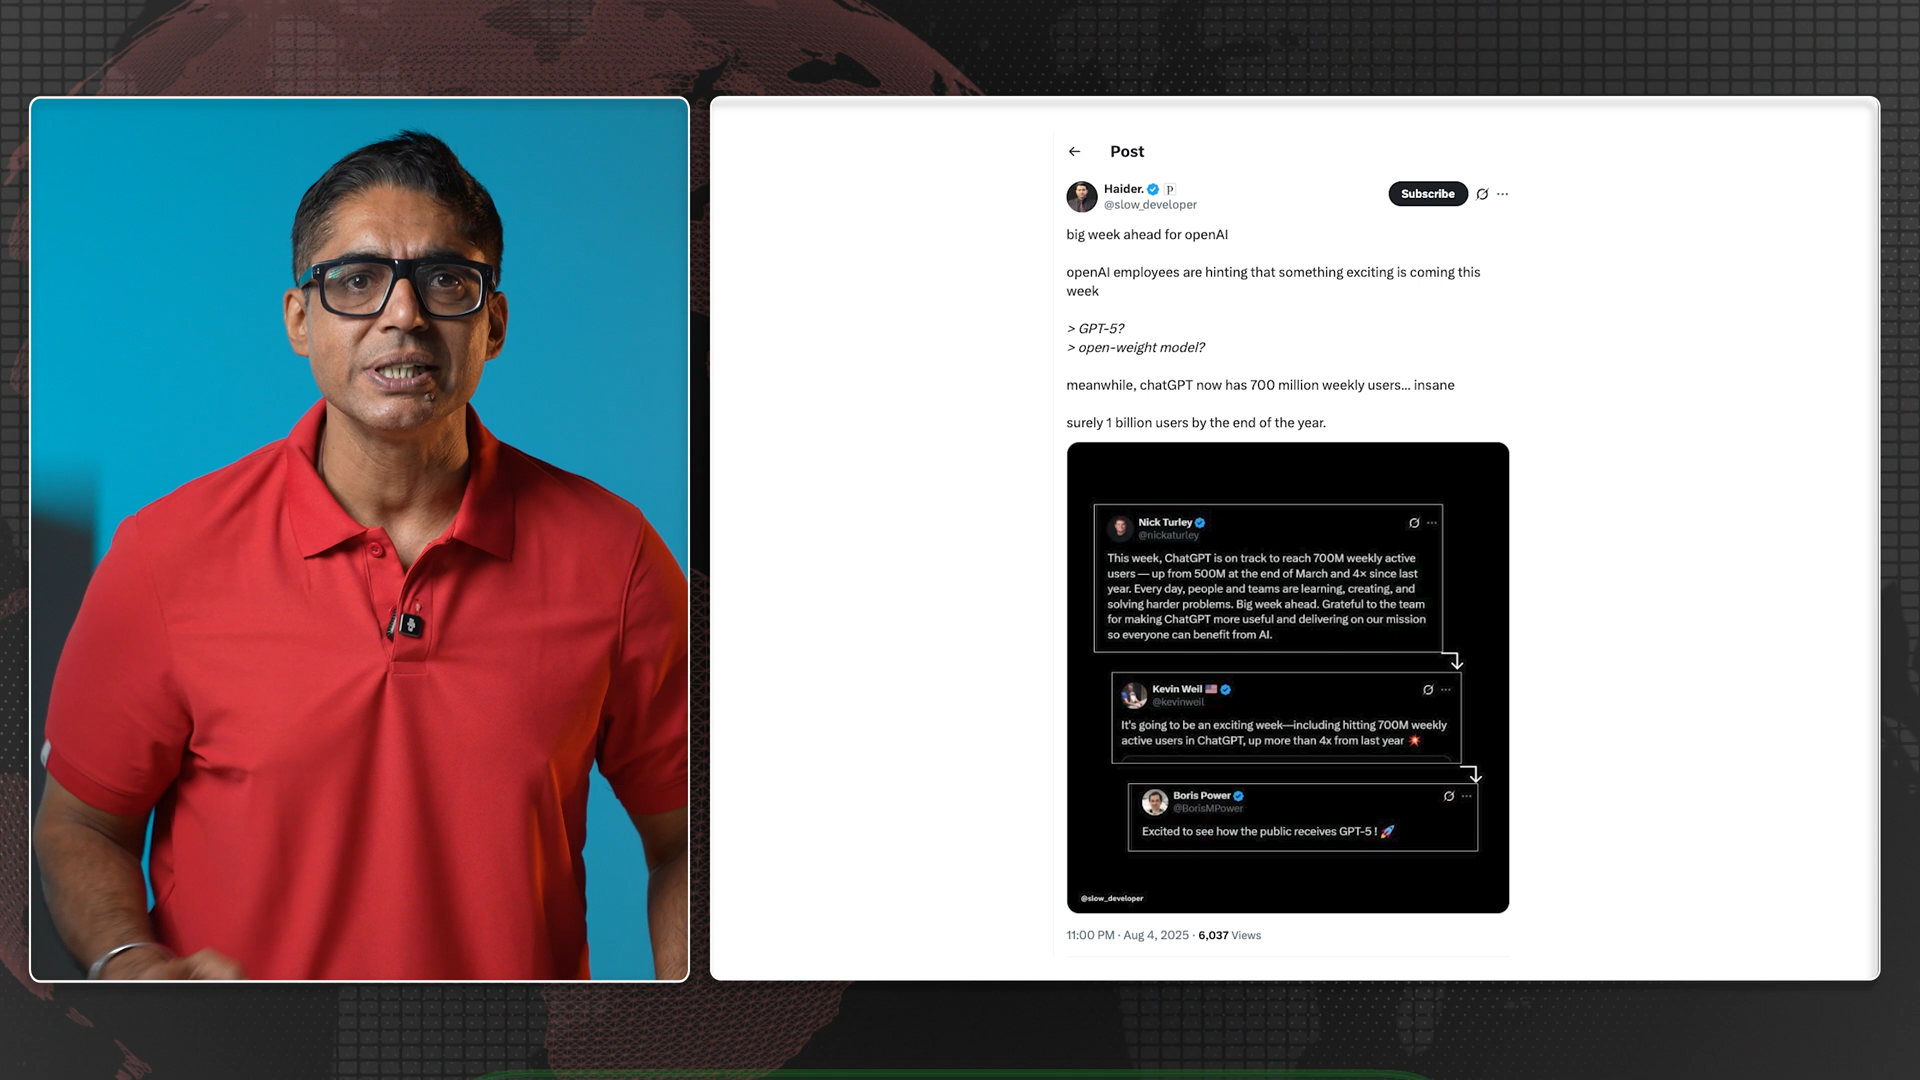 Post
Haider.
@slow_developer
Subscribe
big week ahead for openAI
openAI employees are hinting that something exciting is coming this
week
> GPT-5?
> open-weight model?
meanwhile, chatGPT now has 700 million weekly users... insane
surely 1 billion users by the end of the year.
Nick Turley
@nickaturley
This week, ChatGPT is on track to reach 700M weekly active
users — up from 500M at the end of March and 4× since last
year. Every day, people and teams are learning, creating, and
solving harder problems. Big week ahead. Grateful to the team
for making ChatGPT more useful and delivering on our mission
so everyone can benefit from AI.
Kevin Weil 🇺🇸
@kevinweil
It's going to be an exciting week—including hitting 700M weekly
active users in ChatGPT, up more than 4x from last year 💥
Boris Power
@BorisMPower
Excited to see how the public receives GPT-5 ! 🚀
@slow_developer
11:00 PM · Aug 4, 2025 · 6,037 Views